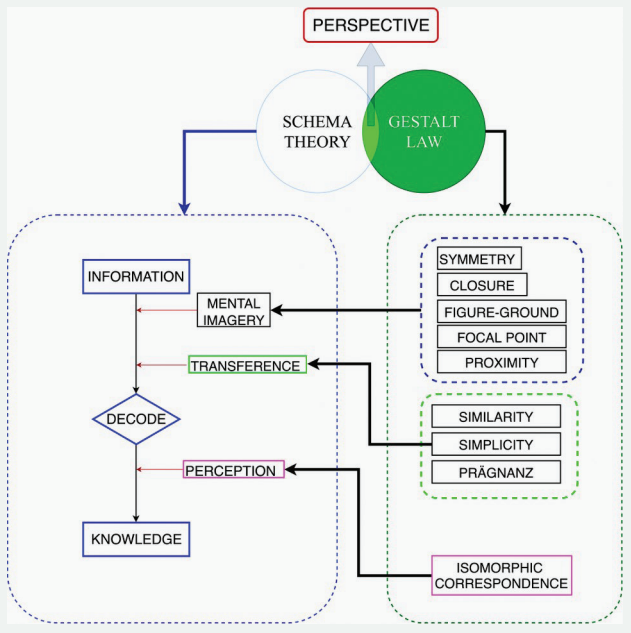 PERSPECTIVE
SCHEMA
THEORY
GESTALT
LAW
INFORMATION
MENTAL
IMAGERY
TRANSFERENCE
DECODE
PERCEPTION
KNOWLEDGE
SYMMETRY
CLOSURE
FIGURE-GROUND
FOCAL POINT
PROXIMITY
SIMILARITY
SIMPLICITY
PRÄGNANZ
ISOMORPHIC
CORRESPONDENCE